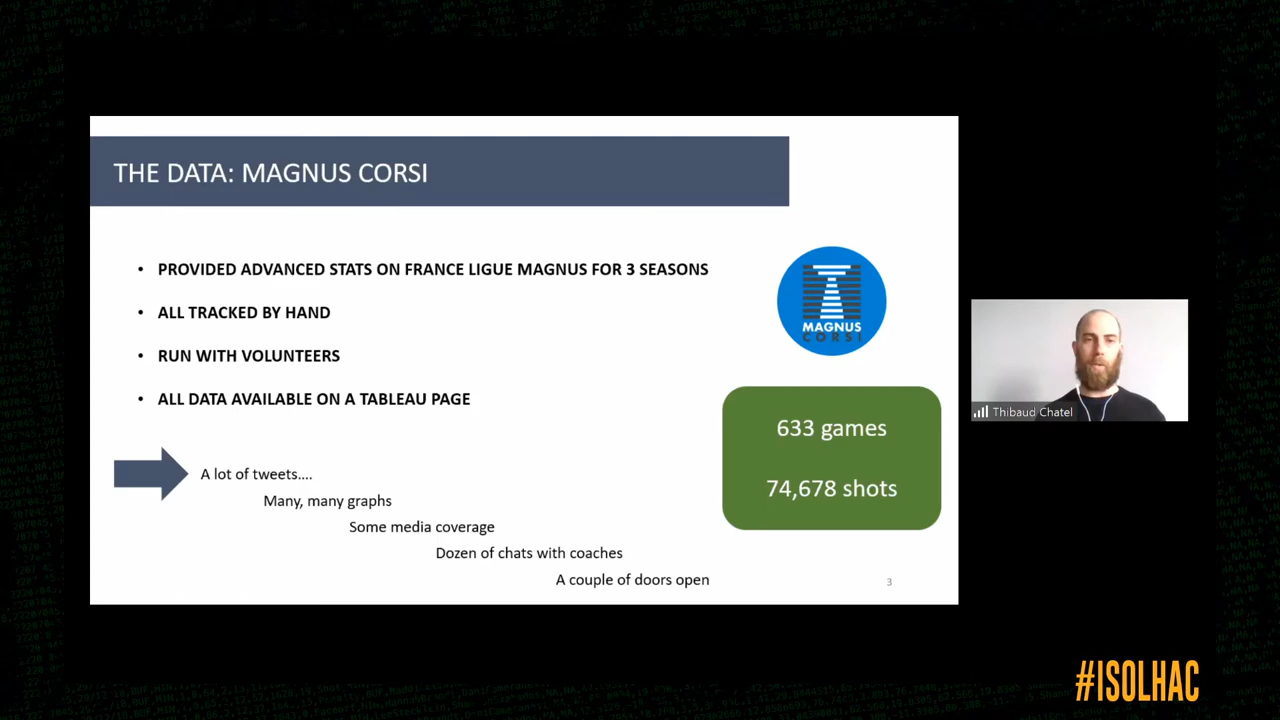 THE DATA: MAGNUS CORSI
• PROVIDED ADVANCED STATS ON FRANCE LIGUE MAGNUS FOR 3 SEASONS
• ALL TRACKED BY HAND
• RUN WITH VOLUNTEERS
• ALL DATA AVAILABLE ON A TABLEAU PAGE
MAGNUS
CORSI
633 games
74,678 shots
A lot of tweets....
Many, many graphs
Some media coverage
Dozen of chats with coaches
A couple of doors open
3
Thibaud Chatel
#ISOLHAC